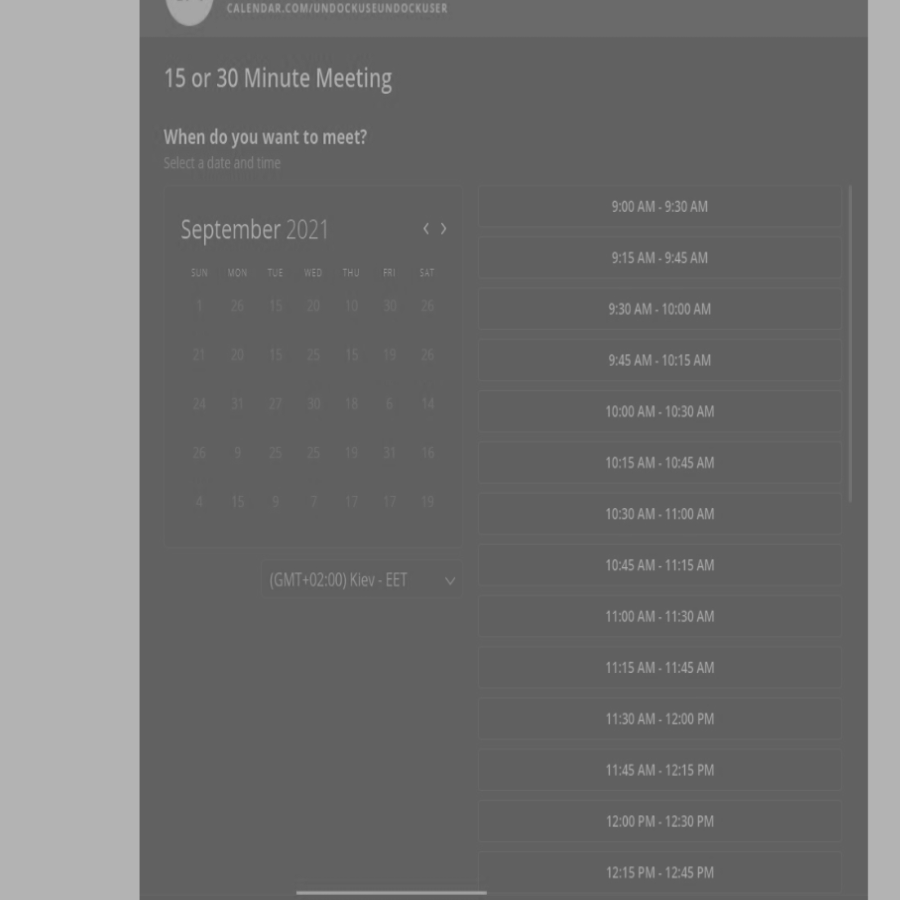 CALENDAR.COM/UNDOCKUSEUNDOCKUSER
15 or 30 Minute Meeting
When do you want to meet?
Select a date and time
September 2021
SUN MON TUE WED THU FRI SAT
1 26 15 20 10 30 26
21 20 15 25 15 19 26
24 31 27 30 18 6 14
26 9 25 25 19 31 16
4 15 9 7 17 17 19
(GMT+02:00) Kiev - EET
9:00 AM - 9:30 AM
9:15 AM - 9:45 AM
9:30 AM - 10:00 AM
9:45 AM - 10:15 AM
10:00 AM - 10:30 AM
10:15 AM - 10:45 AM
10:30 AM - 11:00 AM
10:45 AM - 11:15 AM
11:00 AM - 11:30 AM
11:15 AM - 11:45 AM
11:30 AM - 12:00 PM
11:45 AM - 12:15 PM
12:00 PM - 12:30 PM
12:15 PM - 12:45 PM